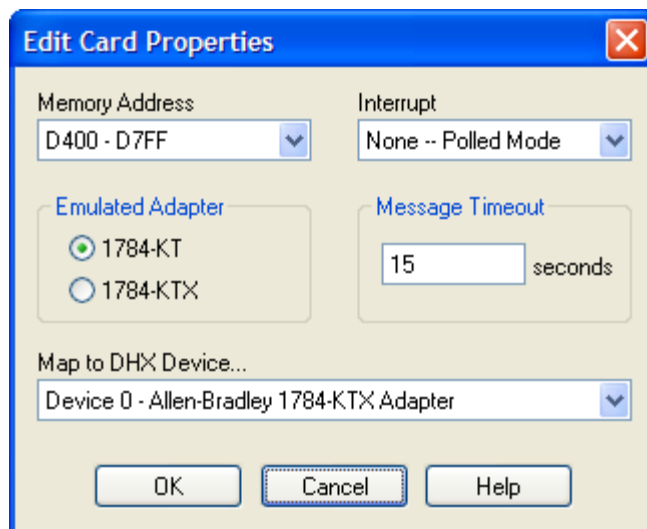 Edit Card Properties
Memory Address
Interrupt
D400 - D7FF
None -- Polled Mode
Emulated Adapter
Message Timeout
1784-KT
15
seconds
1784-KTX
Map to DHX Device...
Device 0 - Allen-Bradley 1784-KTX Adapter
OK
Cancel
Help